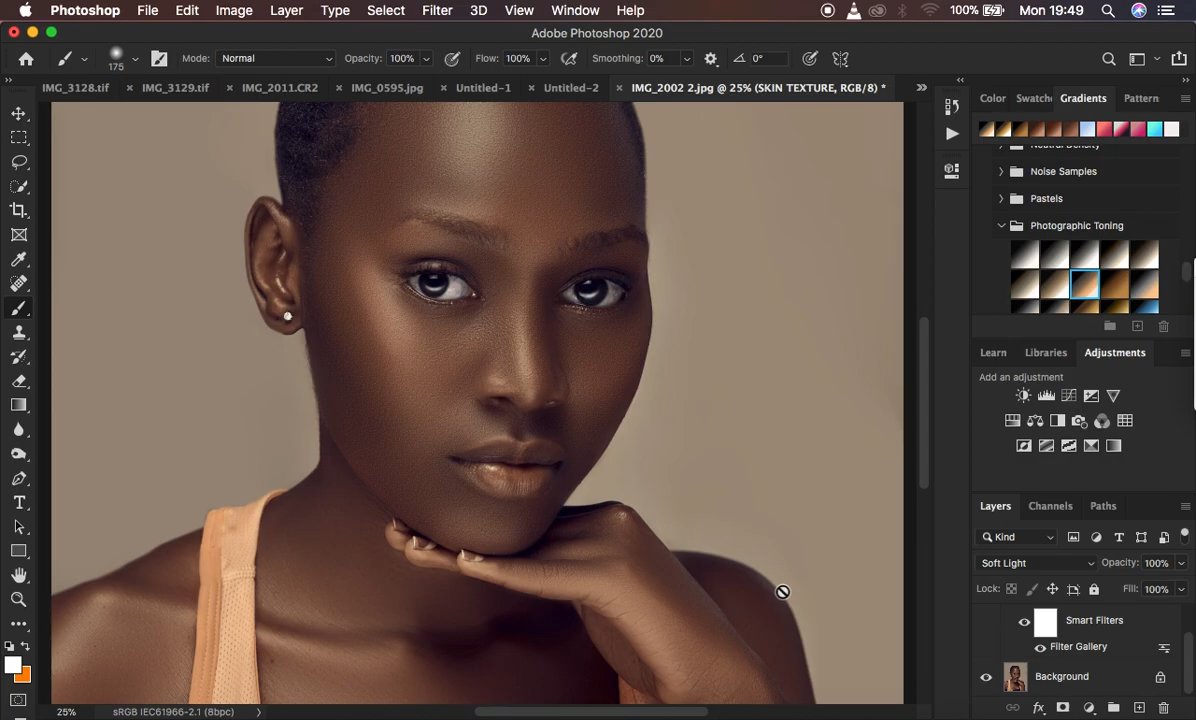 Photoshop File Edit Image Layer Type Select Filter 3D View Window Help 100% Mon 19:49
Adobe Photoshop 2020
175 Mode: Normal Opacity: 100% Flow: 100% Smoothing: 0% 0°
IMG_3128.tif × IMG_3129.tif × IMG_2011.CR2 × IMG_0595.jpg × Untitled-1 × Untitled-2 × IMG_2002 2.jpg @ 25% (SKIN TEXTURE, RGB/8) *
Color Swatche Gradients Pattern
Neutral Density
Noise Samples
Pastels
Photographic Toning
Learn Libraries Adjustments
Add an adjustment
Layers Channels Paths
Kind
Soft Light Opacity: 100%
Lock: Fill: 100%
Smart Filters
Filter Gallery
Background
25% sRGB IEC61966-2.1 (8bpc)